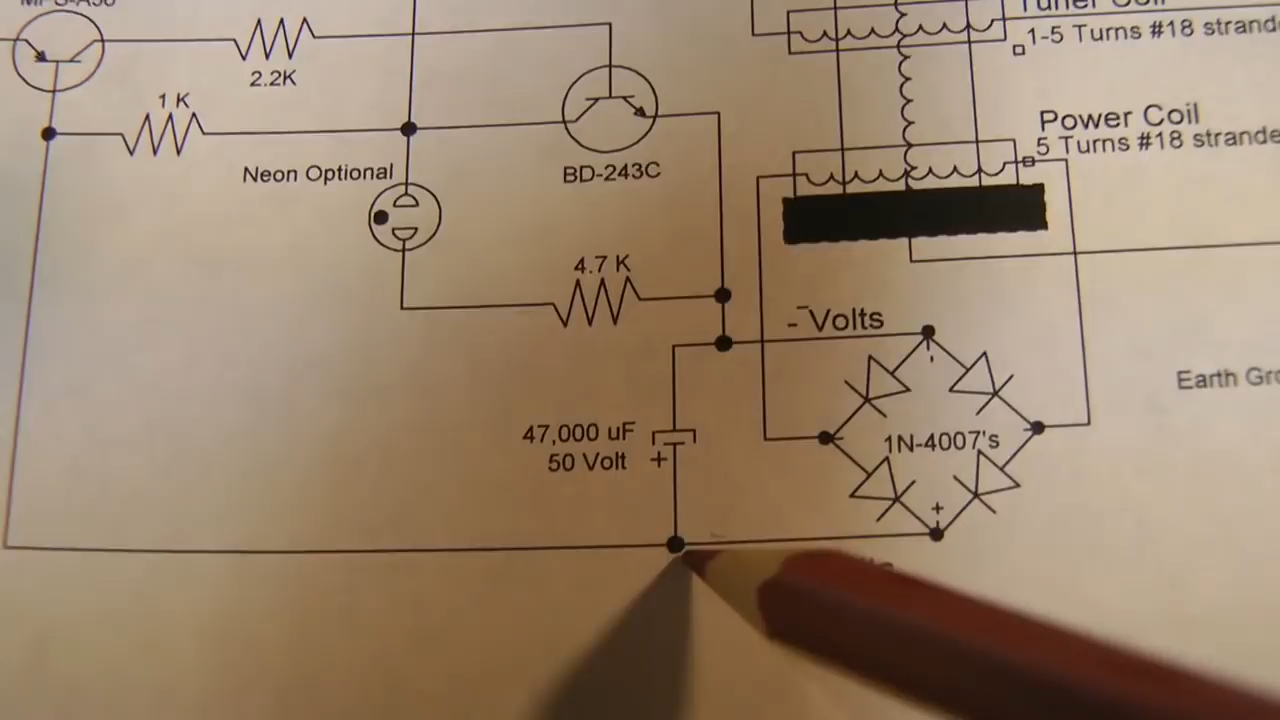 2.2K
1-5 Turns #18 strande
1 K
Power Coil
5 Turns #18 strande
Neon Optional
BD-243C
4.7 K
- Volts
Earth Gro
47,000 uF
50 Volt +
1N-4007's
+